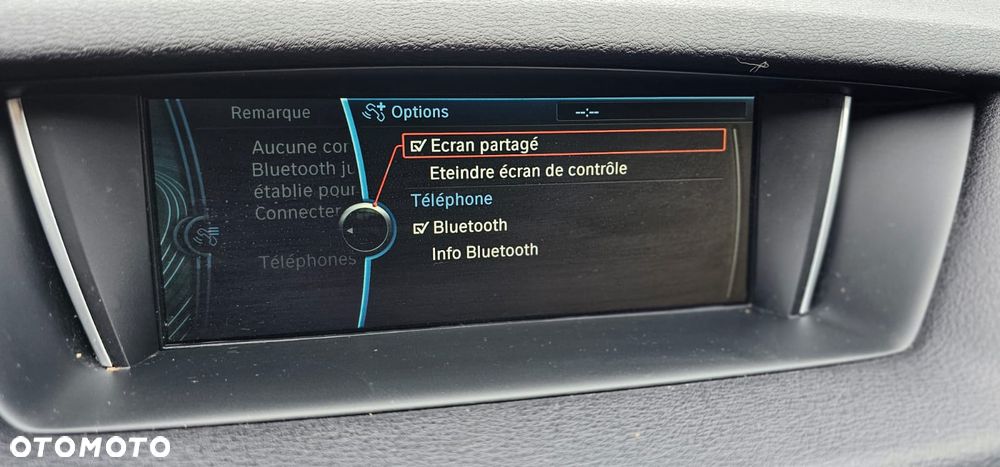 Remarque
Aucune con
Bluetooth ju
établie pour
Connecter
Téléphones
Options
--:--
Ecran partagé
Eteindre écran de contrôle
Téléphone
Bluetooth
Info Bluetooth
OTOMOTO